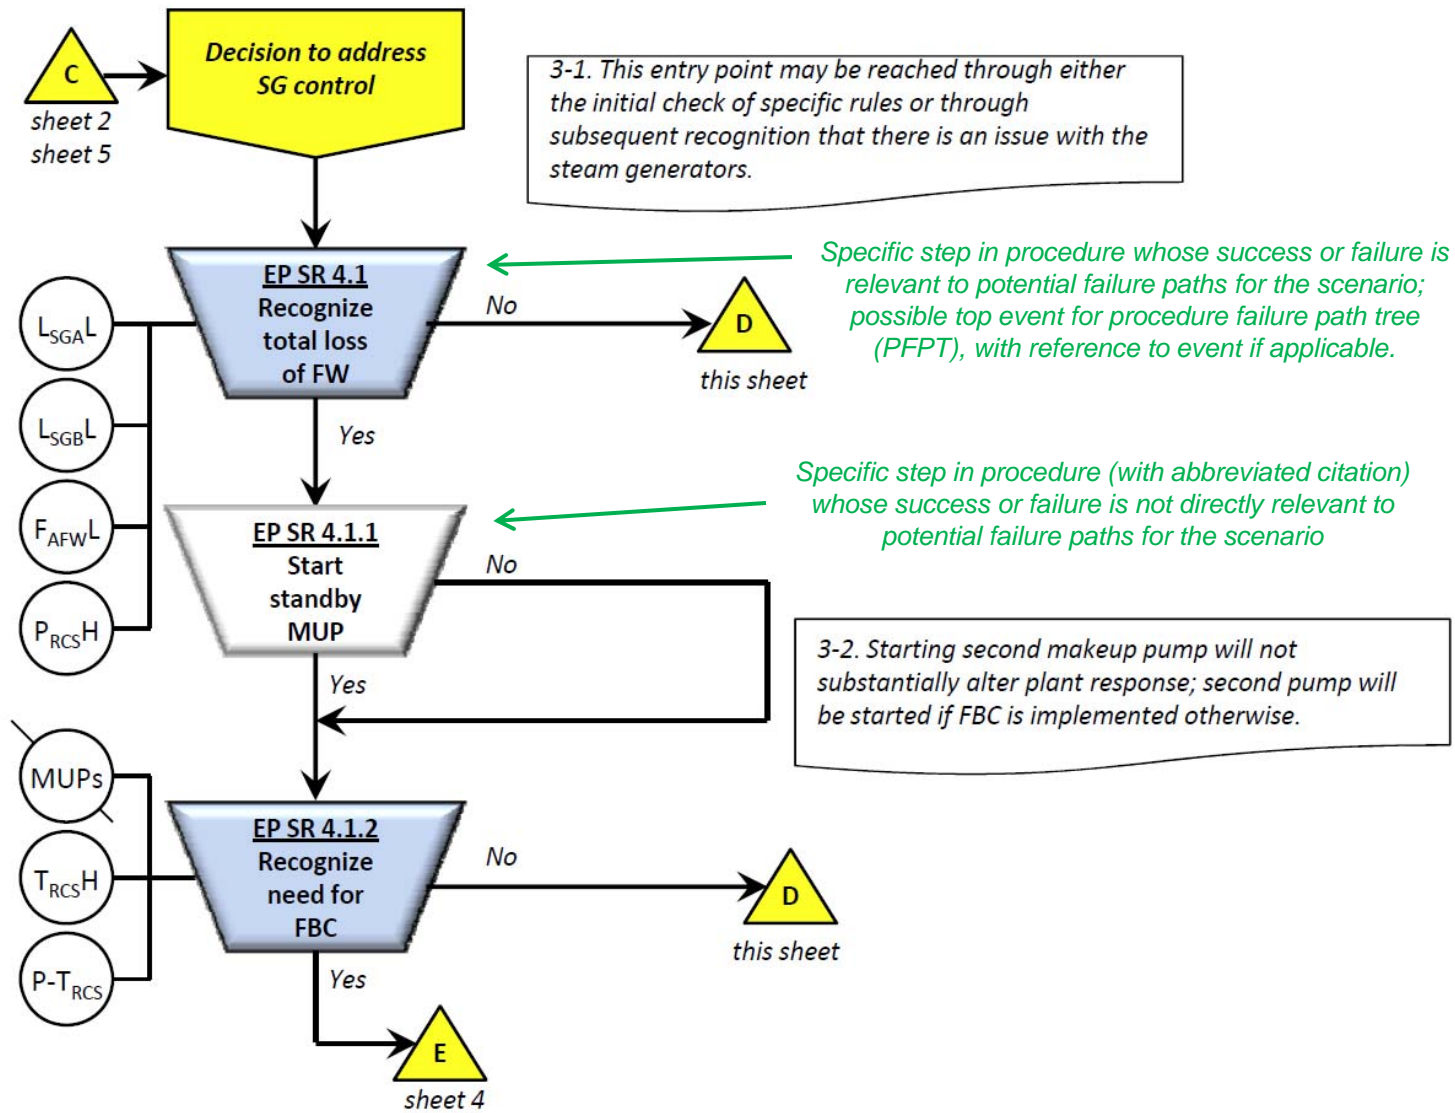 C
sheet 2
sheet 5
Decision to address
SG control
3-1. This entry point may be reached through either
the initial check of specific rules or through
subsequent recognition that there is an issue with the
steam generators.
EP SR 4.1
Recognize
total loss
of FW
No
D
this sheet
Specific step in procedure whose success or failure is
relevant to potential failure paths for the scenario;
possible top event for procedure failure path tree
(PFPT), with reference to event if applicable.
LSGAL
LSGBL
FAFWL
PRCSH
Yes
EP SR 4.1.1
Start
standby
MUP
No
Specific step in procedure (with abbreviated citation)
whose success or failure is not directly relevant to
potential failure paths for the scenario
Yes
3-2. Starting second makeup pump will not
substantially alter plant response; second pump will
be started if FBC is implemented otherwise.
MUPs
TRCSH
P-TRCS
EP SR 4.1.2
Recognize
need for
FBC
No
D
this sheet
Yes
E
sheet 4